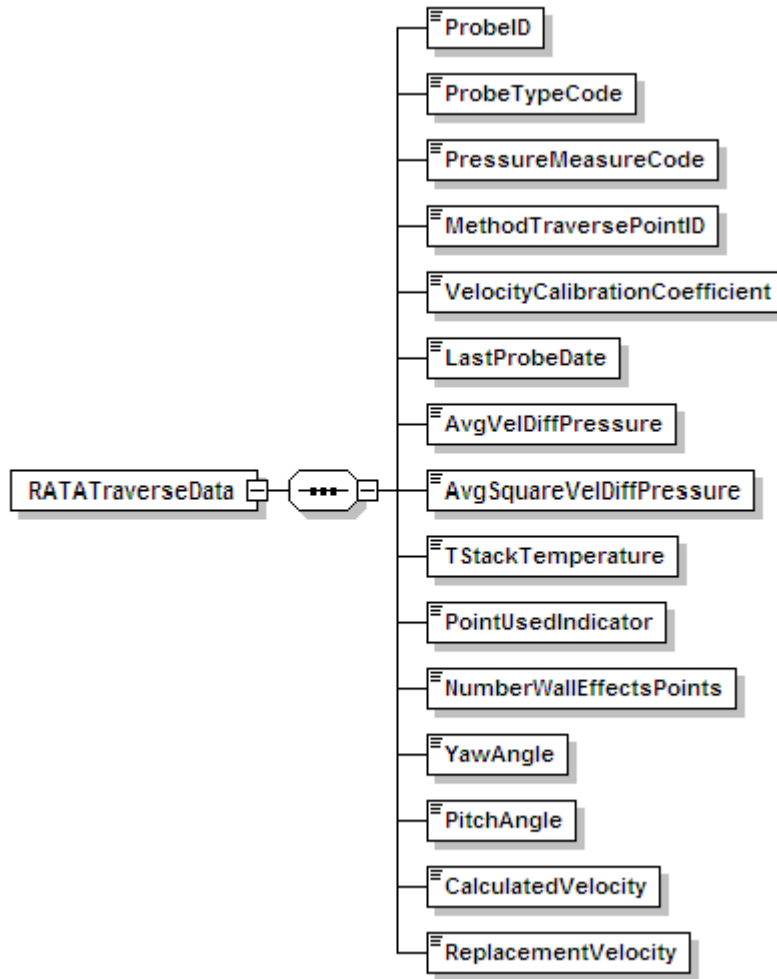 ProbeID
ProbeTypeCode
PressureMeasureCode
MethodTraversePointID
VelocityCalibrationCoefficient
LastProbeDate
AvgVelDiffPressure
RATATraverseData
AvgSquareVelDiffPressure
TStackTemperature
PointUsedIndicator
NumberWallEffectsPoints
YawAngle
PitchAngle
CalculatedVelocity
ReplacementVelocity